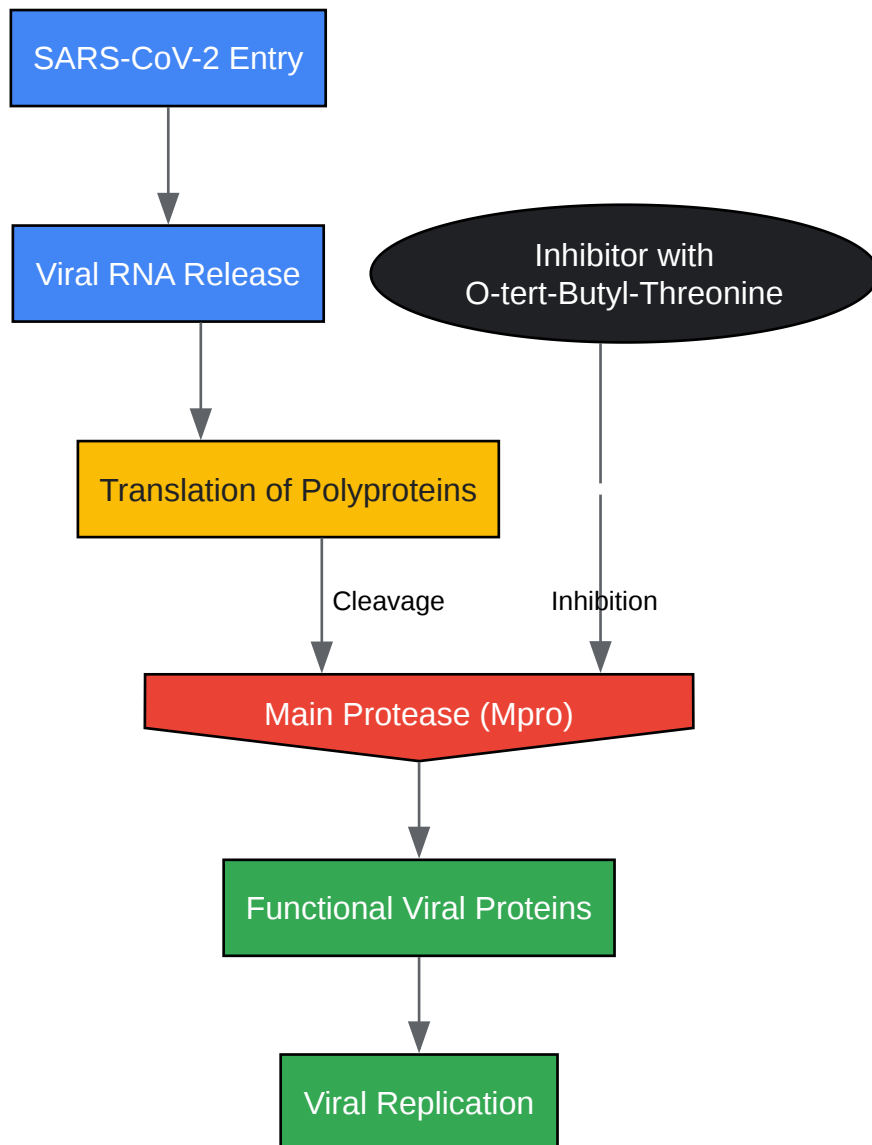 SARS-CoV-2 Entry
Viral RNA Release
Inhibitor with
O-tert-Butyl-Threonine
Translation of Polyproteins
Cleavage
Inhibition
Main Protease (Mpro)
Functional Viral Proteins
Viral Replication